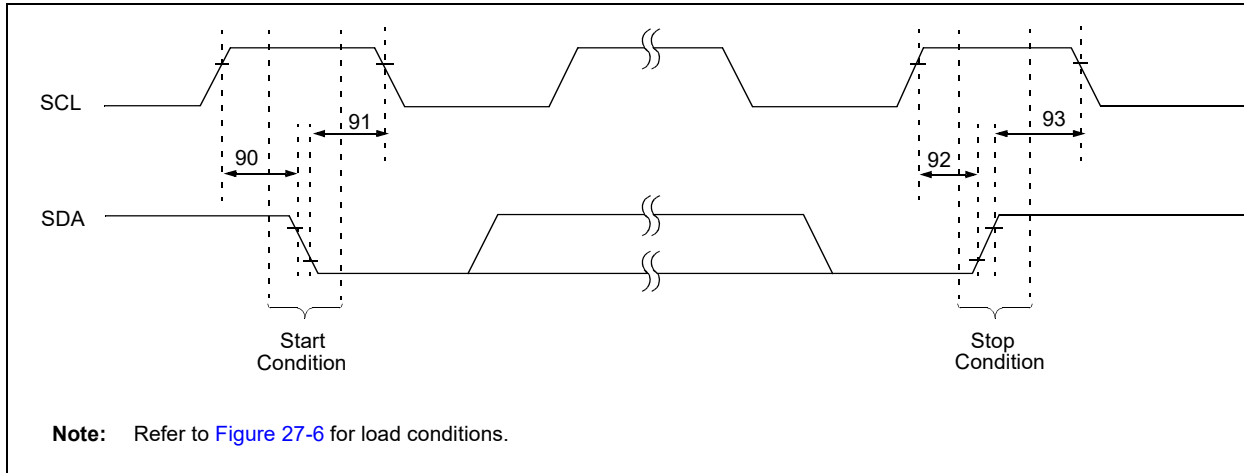 SCL
91
93
90
92
SDA
Start
Condition
Stop
Condition
Note: Refer to Figure 27-6 for load conditions.